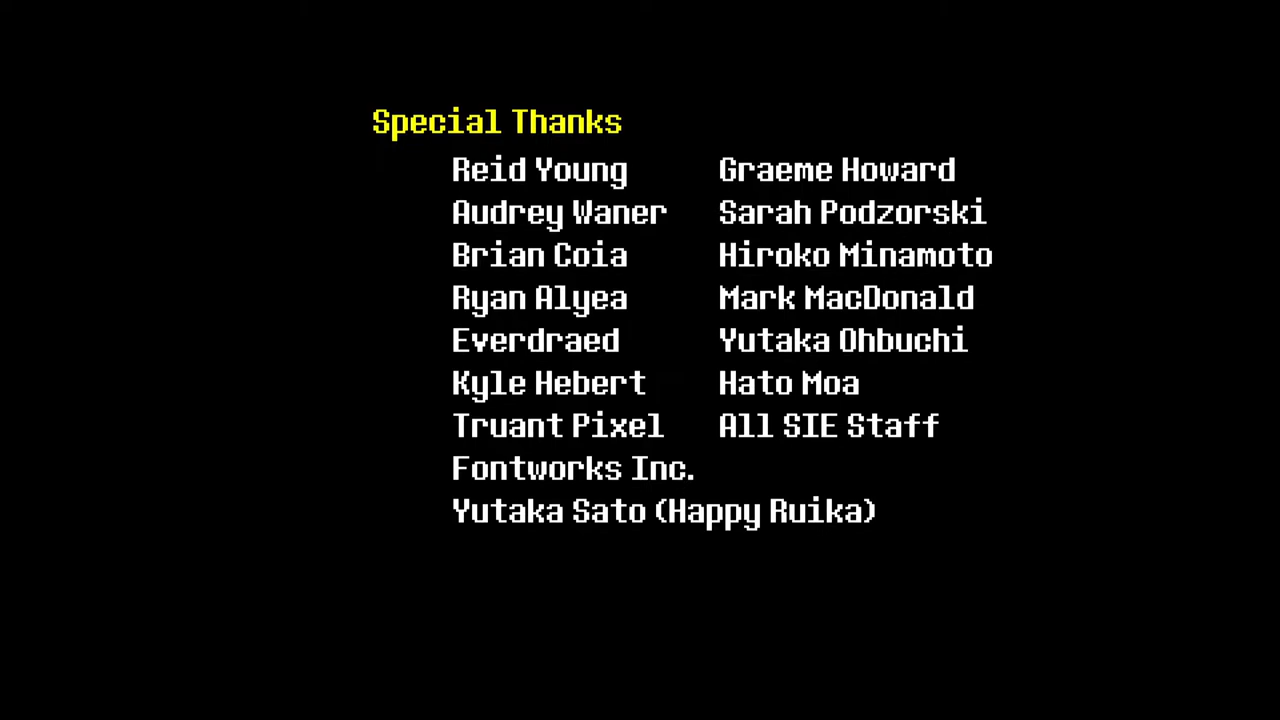 Special Thanks
Reid Young Graeme Howard
Audrey Waner Sarah Podzorski
Brian Coia Hiroko Minamoto
Ryan Alyea Mark MacDonald
Everdraed Yutaka Ohbuchi
Kyle Hebert Hato Moa
Truant Pixel All SIE Staff
Fontworks Inc.
Yutaka Sato (Happy Ruika)